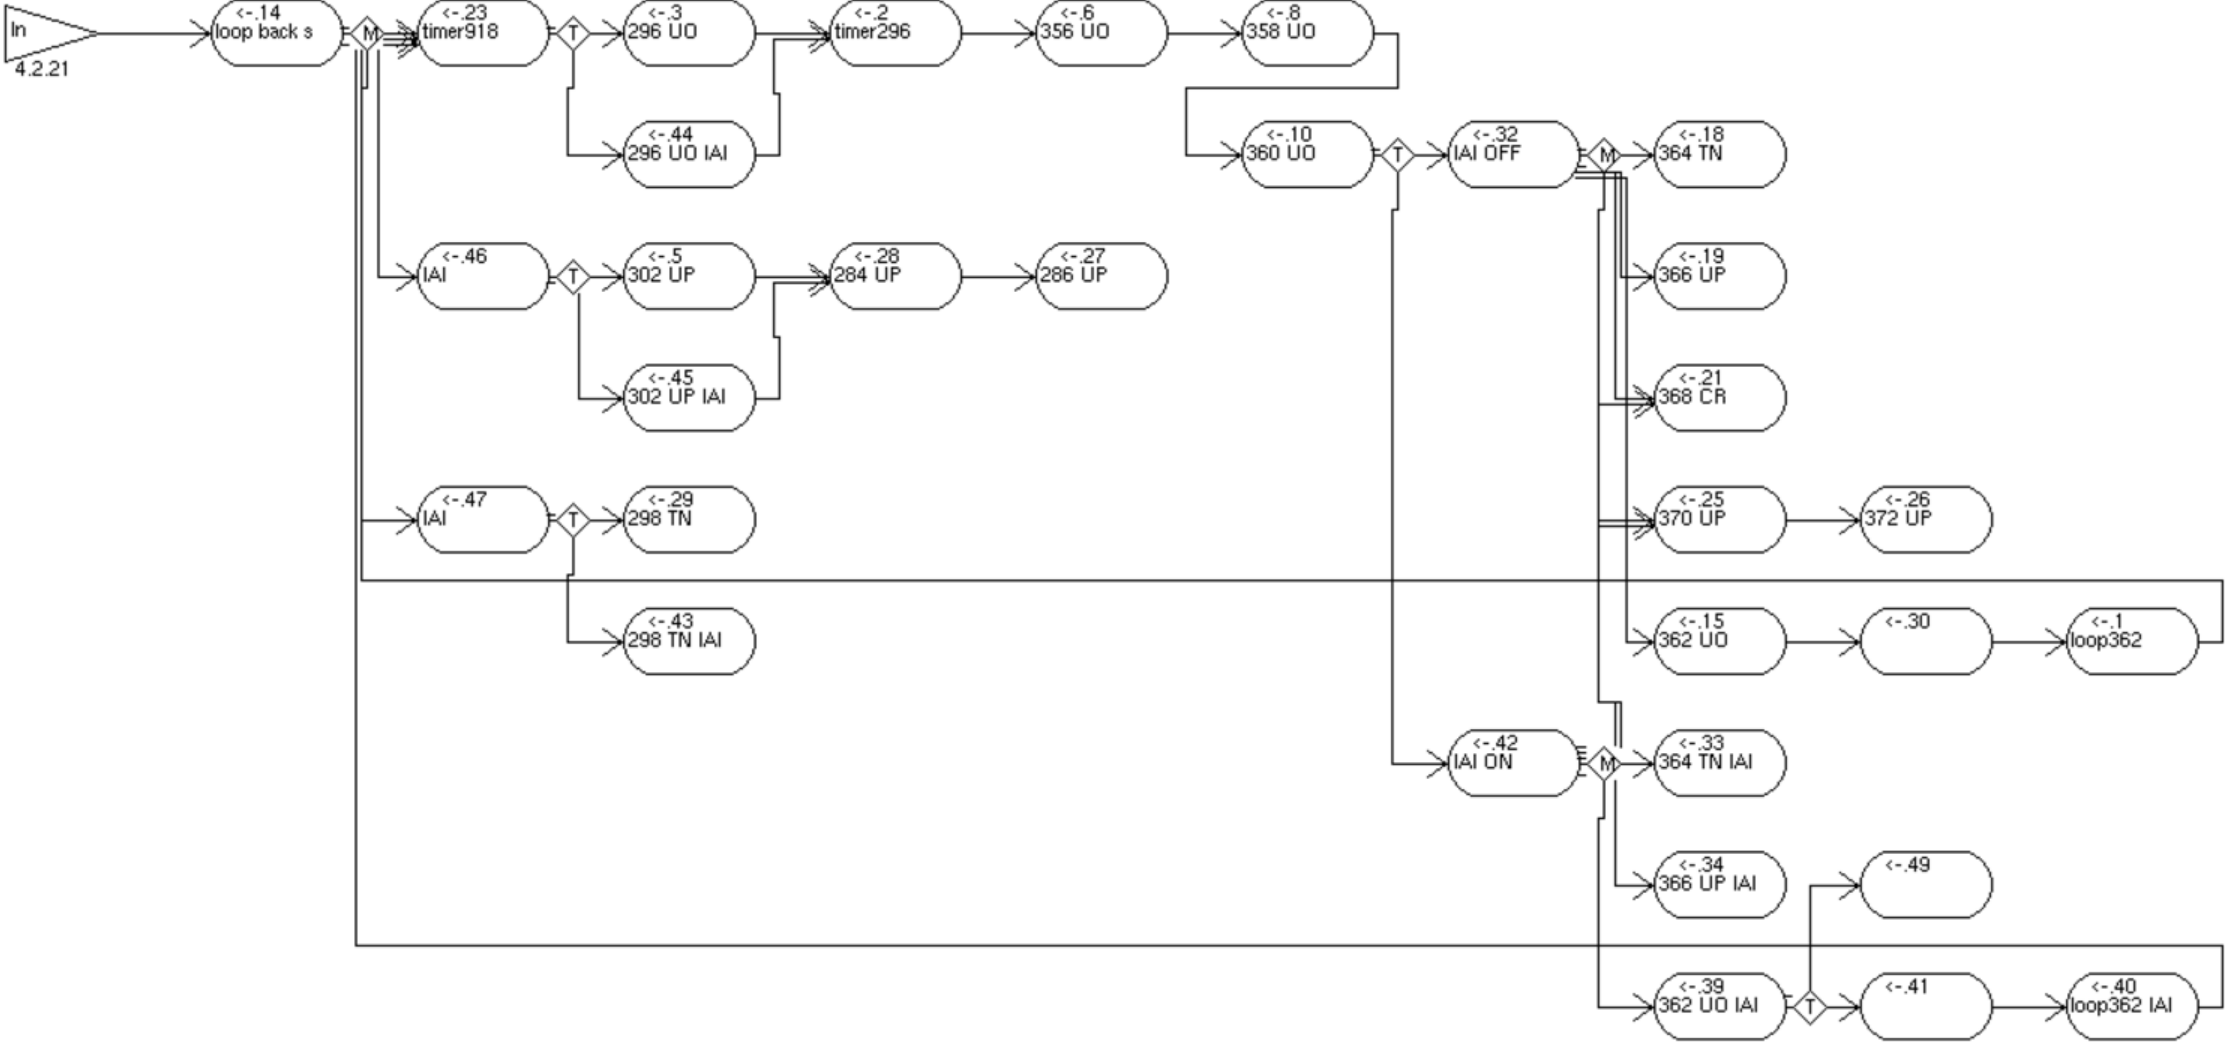 In
4.2.21
<-.14
loop back s
M
<-.23
timer918
T
<-.3
296 UO
<-.2
timer296
<-.6
356 UO
<-.8
358 UO
<-.44
296 UO IAI
<-.10
360 UO
T
<-.32
IAI OFF
M
<-.18
364 TN
<-.46
IAI
T
<-.5
302 UP
<-.28
284 UP
<-.27
286 UP
<-.19
366 UP
<-.45
302 UP IAI
<-.21
368 CR
<-.47
IAI
T
<-.29
298 TN
<-.25
370 UP
<-.26
372 UP
<-.43
298 TN IAI
<-.15
362 UO
<-.30
<-.1
loop362
<-.42
IAI ON
M
<-.33
364 TN IAI
<-.34
366 UP IAI
<-.49
<-.39
362 UO IAI
T
<-.41
<-.40
loop362 IAI